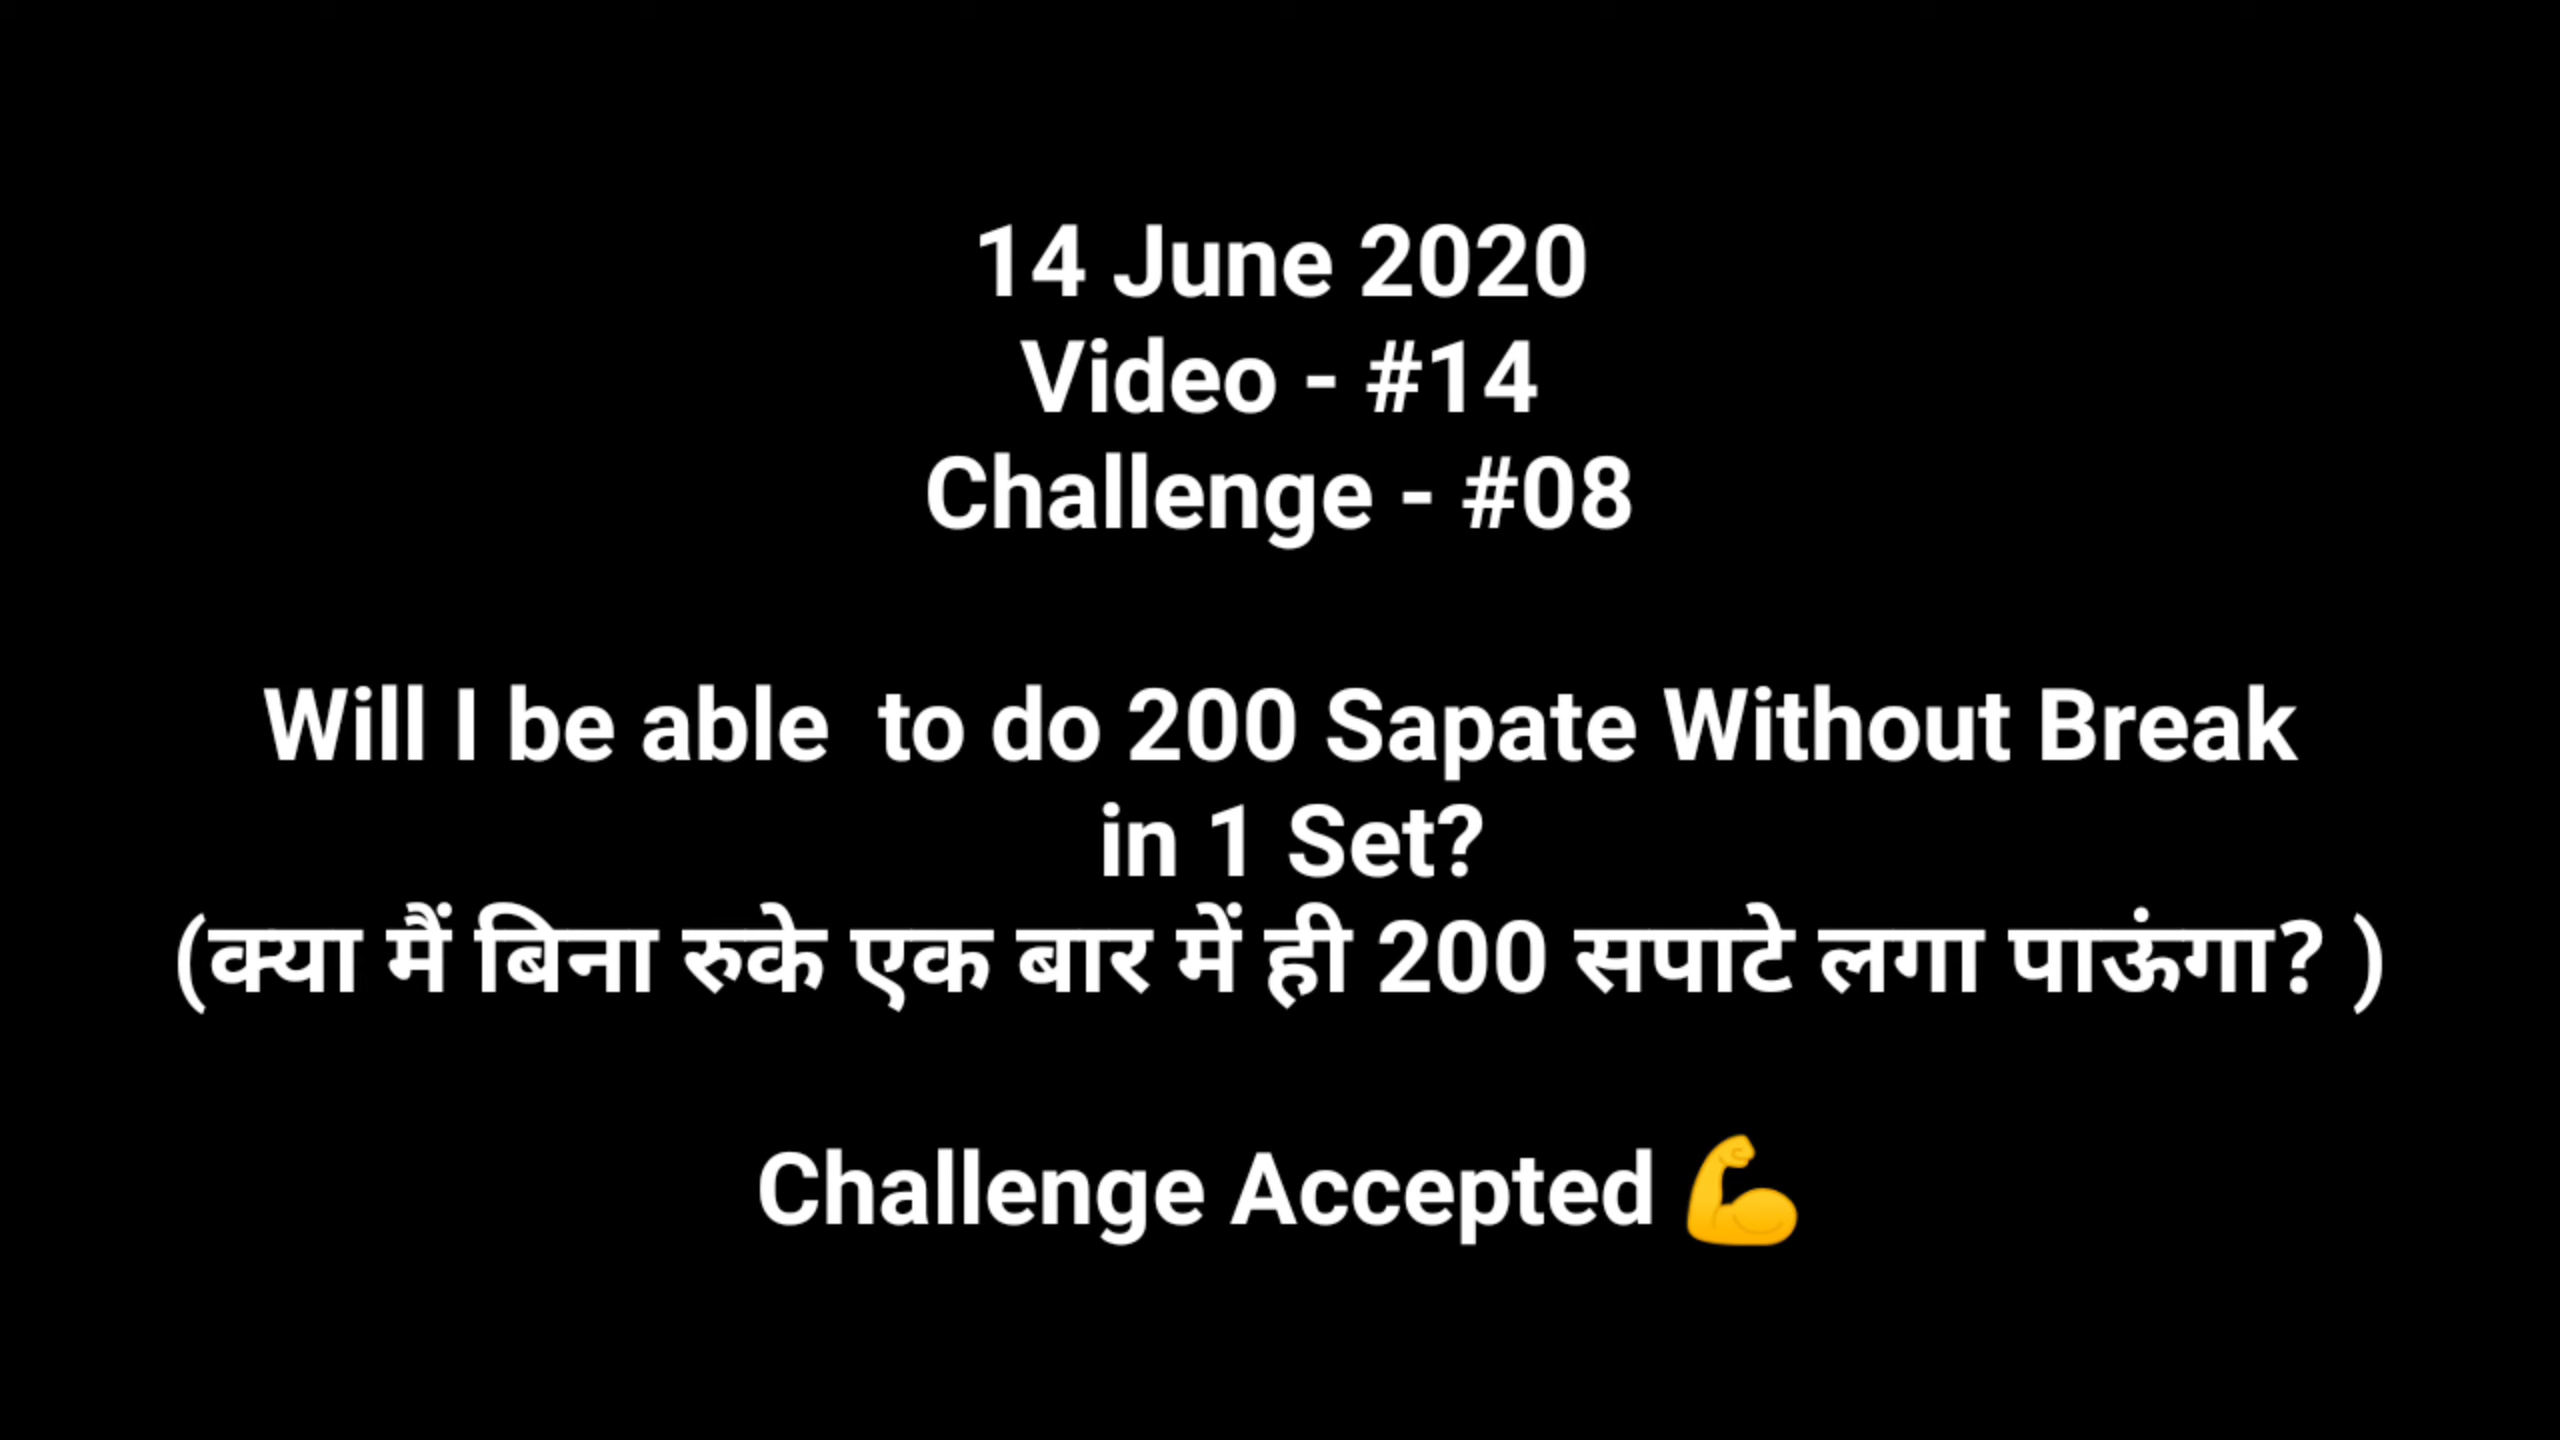 14 June 2020
Video - #14
Challenge - #08
Will I be able  to do 200 Sapate Without Break
in 1 Set?
(क्या मैं बिना रुके एक बार में ही 200 सपाटे लगा पाऊंगा? )
Challenge Accepted 💪